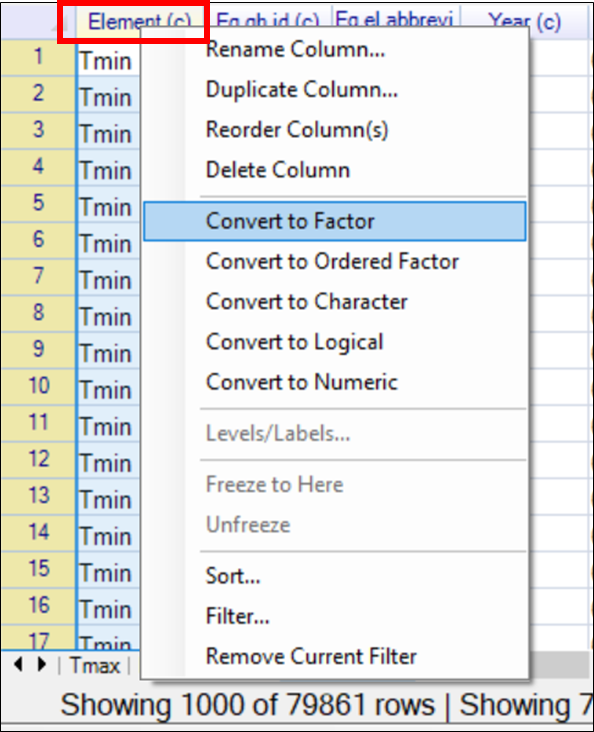 Element (c) Eg gh id (c) Eg el abbrevi Year (c)
1 Tmin Rename Column...
2 Tmin Duplicate Column...
3 Tmin Reorder Column(s)
4 Tmin Delete Column
5 Tmin Convert to Factor
6 Tmin Convert to Ordered Factor
7 Tmin Convert to Character
8 Tmin Convert to Logical
9 Tmin Convert to Numeric
10 Tmin
11 Tmin Levels/Labels...
12 Tmin Freeze to Here
13 Tmin Unfreeze
14 Tmin
15 Tmin Sort...
16 Tmin Filter...
17 Tmin Remove Current Filter
Tmax
Showing 1000 of 79861 rows | Showing 7